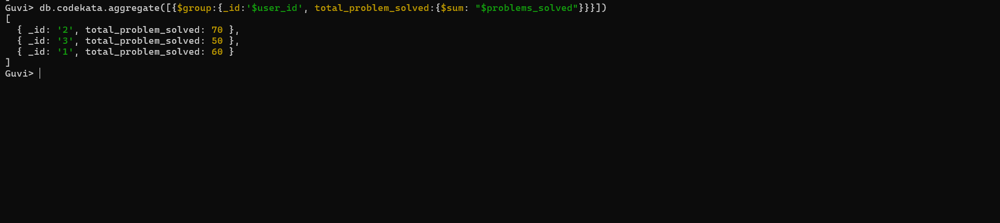 Guvi> db.codekata.aggregate([{$group:{_id:'$user_id', total_problem_solved:{$sum: "$problems_solved"}}}])
[
  { _id: '2', total_problem_solved: 70 },
  { _id: '3', total_problem_solved: 50 },
  { _id: '1', total_problem_solved: 60 }
]
Guvi>